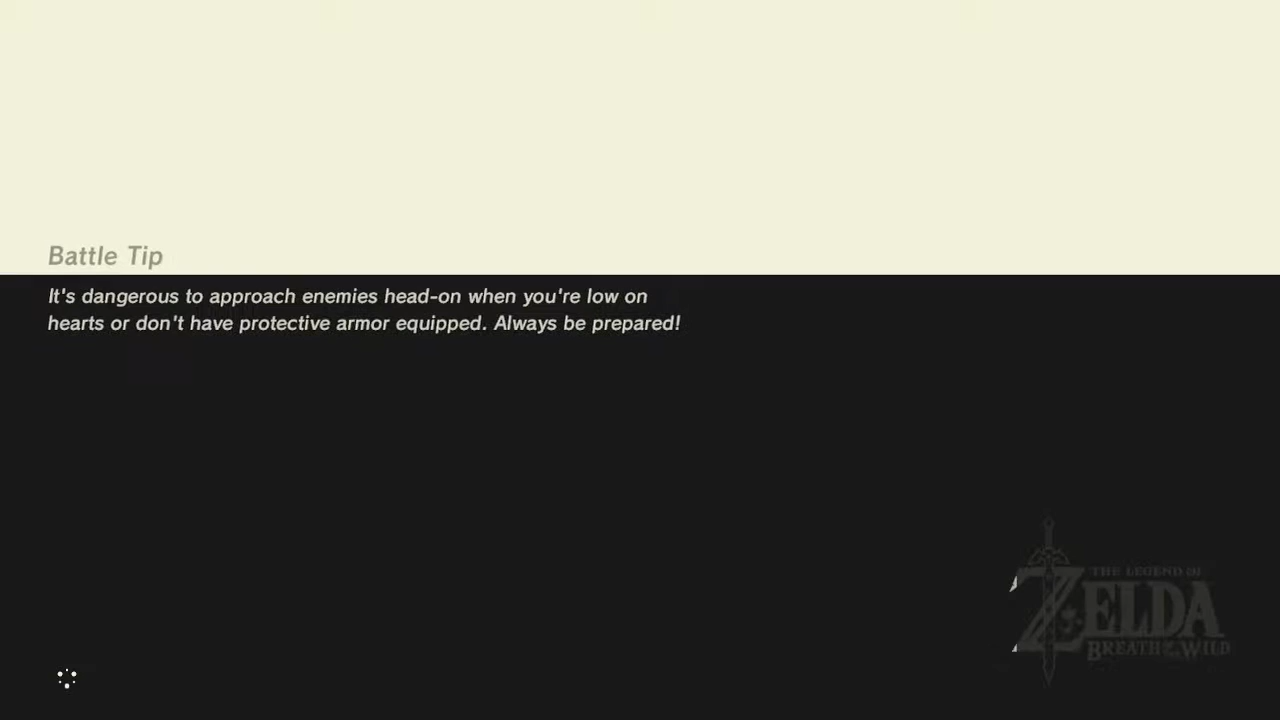 Battle Tip
It's dangerous to approach enemies head-on when you're low on
hearts or don't have protective armor equipped. Always be prepared!
THE LEGEND OF
ZELDA
BREATH OF THE WILD